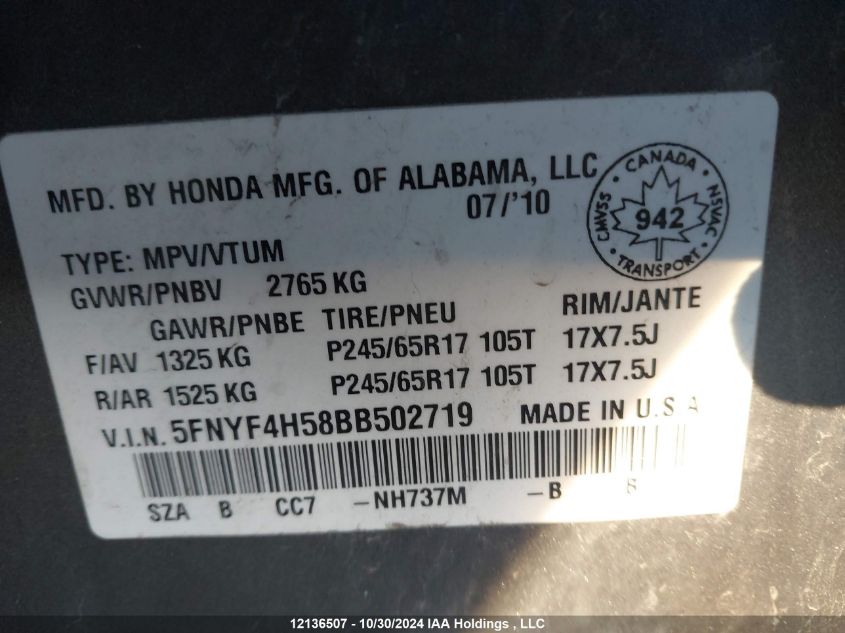 MFD. BY HONDA MFG. OF ALABAMA, LLC
07/'10
CANADA
CMVSS 942 NSVAC
TRANSPORT
TYPE: MPV/VTUM
GVWR/PNBV 2765 KG
GAWR/PNBE TIRE/PNEU RIM/JANTE
F/AV 1325 KG P245/65R17 105T 17X7.5J
R/AR 1525 KG P245/65R17 105T 17X7.5J
V.I.N. 5FNYF4H58BB502719 MADE IN U.S A
SZA B CC7 -NH737M -B B
12136507 - 10/30/2024 IAA Holdings , LLC